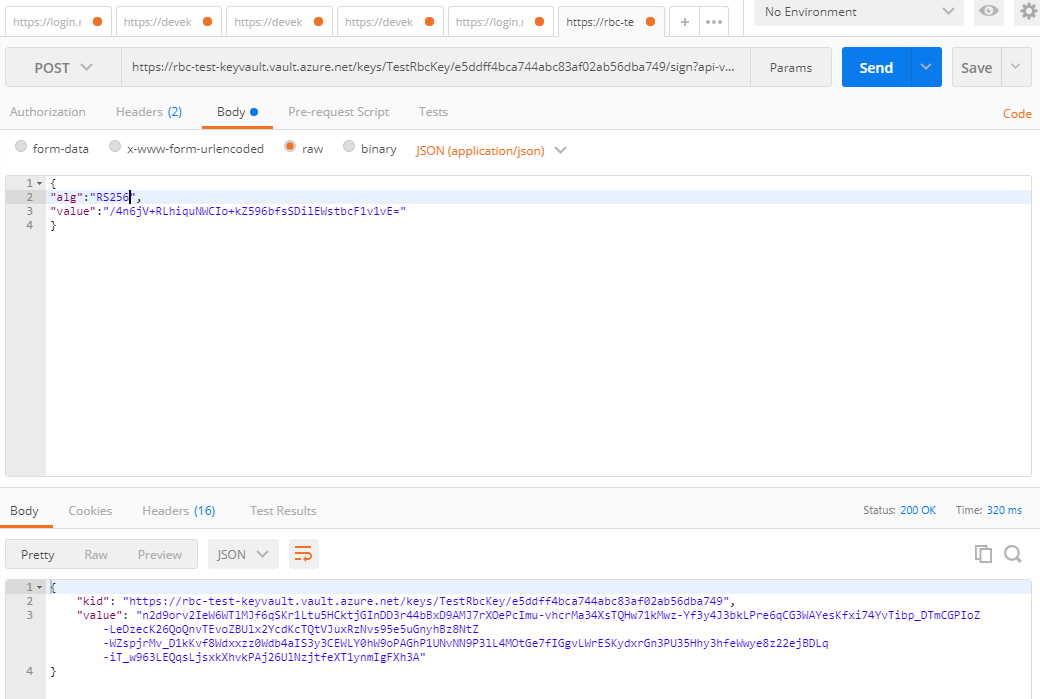 https://login.r https://devek https://devek https://devek https://login.r https://rbc-te + ••• No Environment
POST https://rbc-test-keyvault.vault.azure.net/keys/TestRbcKey/e5ddff4bca744abc83af02ab56dba749/sign?api-v... Params Send Save
Authorization Headers (2) Body Pre-request Script Tests Code
form-data x-www-form-urlencoded raw binary JSON (application/json)
1 {
2 "alg":"RS256",
3 "value":"/4n6jV+RLhiquNWCIo+kZ596bfsSDilEWstbcF1v1vE="
4 }
Body Cookies Headers (16) Test Results Status: 200 OK Time: 320 ms
Pretty Raw Preview JSON
1 {
2 "kid": "https://rbc-test-keyvault.vault.azure.net/keys/TestRbcKey/e5ddff4bca744abc83af02ab56dba749",
3 "value": "n2d9orv2IeW6WTlMJf6qSKr1Ltu5HCktjGInDD3r44bBxD9AMJ7rXOePcImu-vhcrMa34XsTQHw71kMwz-Yf3y4J3bkLPre6qCG3WAYesKfxi74YvTibp_DTmCGPIoZ
-LeDzecK26QoQnvTEvoZBUlx2YcdKcTQtVJuxRzNvs95e5uGnyhBz8NtZ
-WZspjrMv_D1kKvf8Wdxxzz0Wdb4aIS3y3CEWLY0hW9oPAGhP1UNvNN9P3lL4MOtGe7fIGgvLWrESKydxrGn3PU35Hhy3hfeWwye8z22ejBDLq
-iT_w963LEQqsLjsxkXhvkPAj26UlNzjtfeXT1ynmIgFXh3A"
4 }